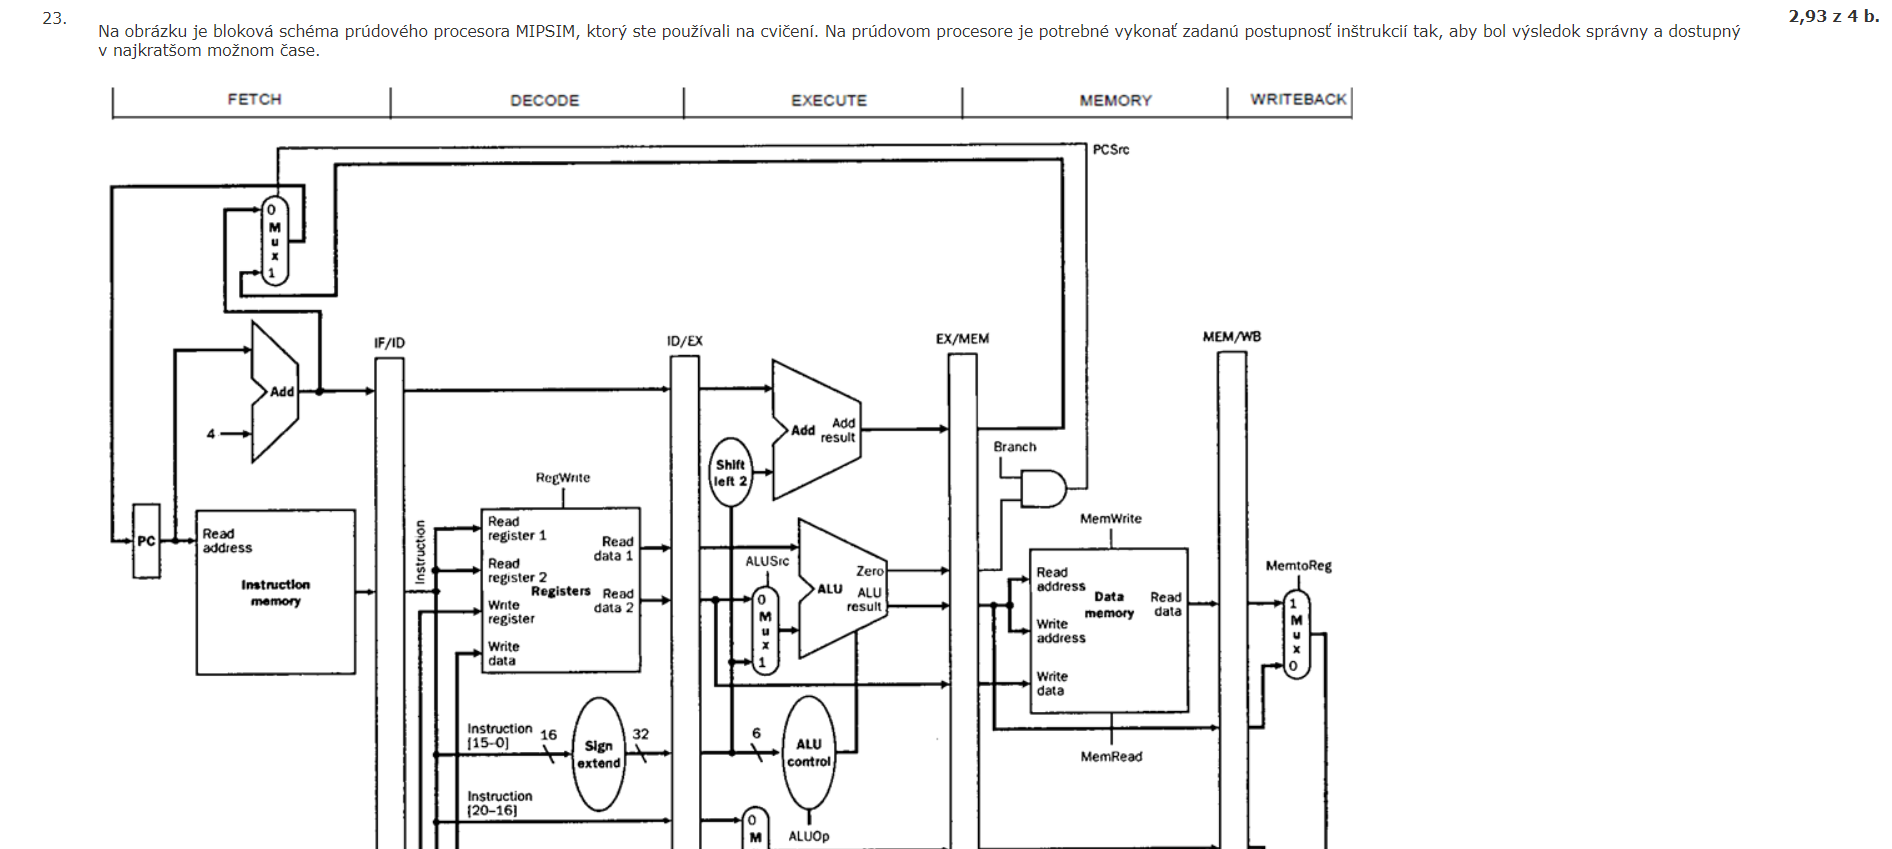 23.
2,93 z 4 b.
Na obrázku je bloková schéma prúdového procesora MIPSIM, ktorý ste používali na cvičení. Na prúdovom procesore je potrebné vykonať zadanú postupnosť inštrukcií tak, aby bol výsledok správny a dostupný
v najkratšom možnom čase.
FETCH
DECODE
EXECUTE
MEMORY
WRITEBACK
PCSrc
0
M
u
x
1
IF/ID
ID/EX
EX/MEM
MEM/WB
Add
4
Add
Add
result
Shift
left 2
Branch
RegWrite
PC
Read
address
Instruction
memory
Instruction
Read
register 1
Read
register 2
Write
register
Write
data
Registers
Read
data 1
Read
data 2
ALUSrc
0
M
u
x
1
Zero
ALU
ALU
result
MemWrite
Read
address
Write
address
Write
data
Data
memory
Read
data
MemRead
MemtoReg
1
M
u
x
0
Instruction
[15–0]
16
Sign
extend
32
6
ALU
control
Instruction
[20–16]
0
M
ALUOp